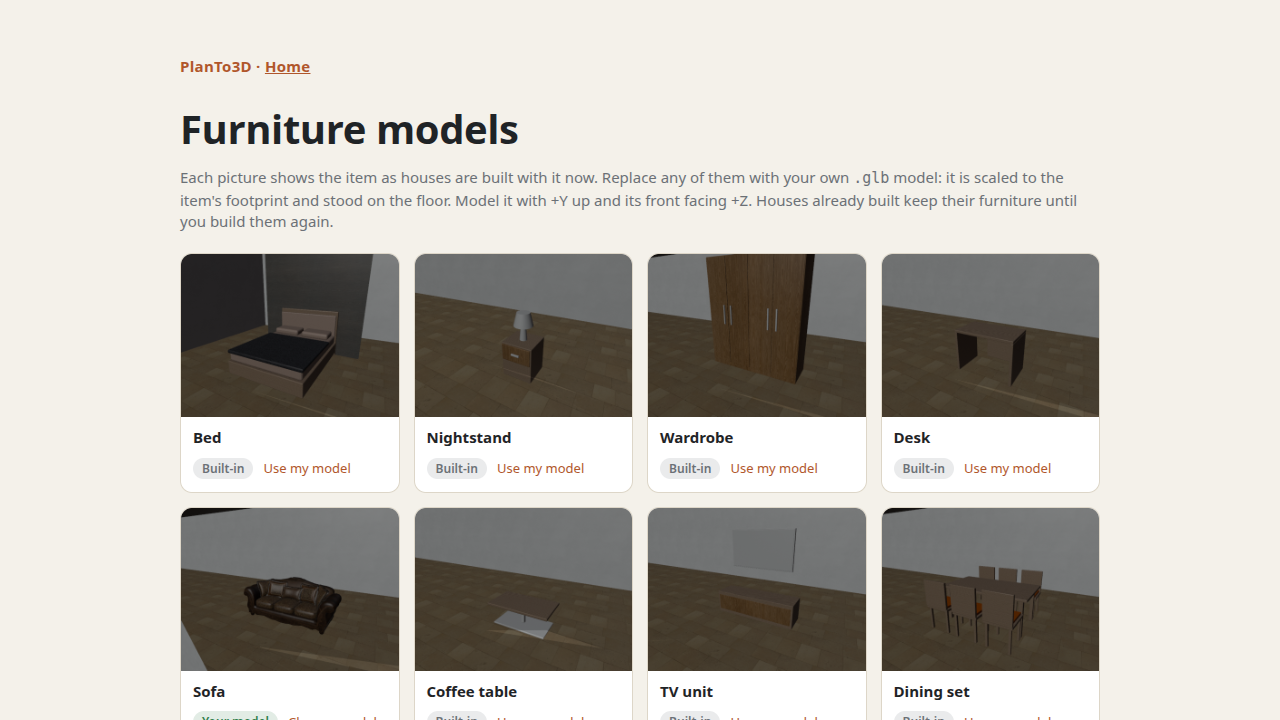 PlanTo3D · Home
Furniture models
Each picture shows the item as houses are built with it now. Replace any of them with your own .glb model: it is scaled to the
item's footprint and stood on the floor. Model it with +Y up and its front facing +Z. Houses already built keep their furniture until
you build them again.
Bed
Built-in Use my model
Nightstand
Built-in Use my model
Wardrobe
Built-in Use my model
Desk
Built-in Use my model
Sofa
Coffee table
TV unit
Dining set